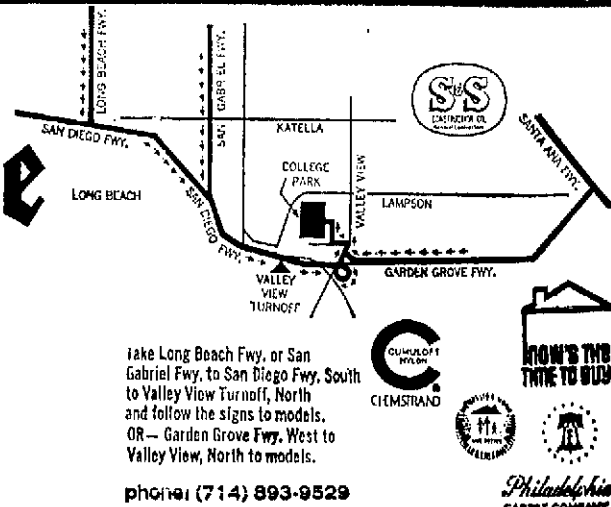 LONG BEACH FWY.
SAN GABRIEL FWY.
S&S
CONSTRUCTION CO.
KATELLA
SANTA ANA FWY.
SAN DIEGO FWY.
COLLEGE
PARK
VALLEY VIEW
LONG BEACH
LAMPSON
SAN DIEGO FWY.
GARDEN GROVE FWY.
VALLEY
VIEW
TURNOFF
Take Long Beach Fwy. or San
Gabriel Fwy. to San Diego Fwy. South
to Valley View Turnoff, North
and follow the signs to models.
OR— Garden Grove Fwy. West to
Valley View, North to models.
phone: (714) 893-9529
CUMULOFT
NYLON
CHEMSTRAND
NOW'S THE
TIME TO BUY
Philadelphia
CARPET COMPANY